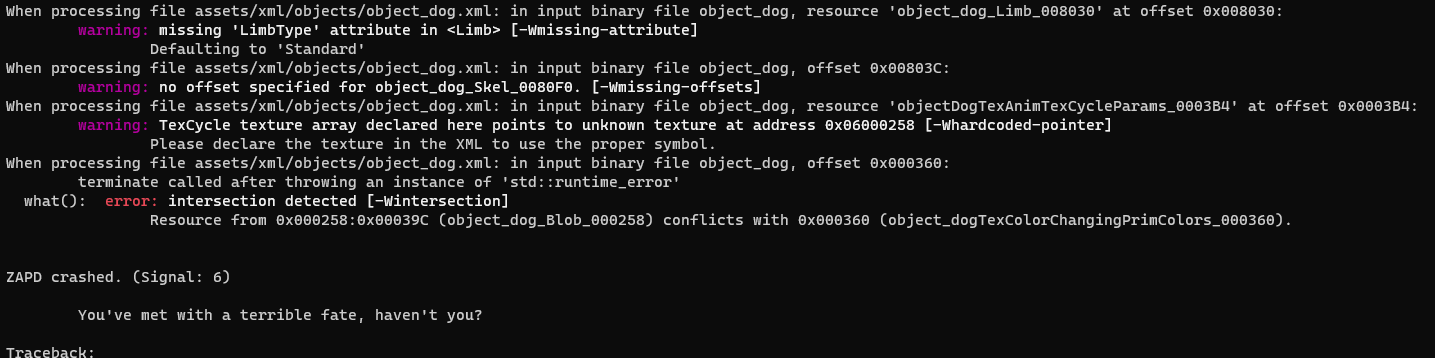 When processing file assets/xml/objects/object_dog.xml: in input binary file object_dog, resource 'object_dog_Limb_008030' at offset 0x008030:
warning: missing 'LimbType' attribute in <Limb> [-Wmissing-attribute]
Defaulting to 'Standard'
When processing file assets/xml/objects/object_dog.xml: in input binary file object_dog, offset 0x00803C:
warning: no offset specified for object_dog_Skel_0080F0. [-Wmissing-offsets]
When processing file assets/xml/objects/object_dog.xml: in input binary file object_dog, resource 'objectDogTexAnimTexCycleParams_0003B4' at offset 0x0003B4:
warning: TexCycle texture array declared here points to unknown texture at address 0x06000258 [-Whardcoded-pointer]
Please declare the texture in the XML to use the proper symbol.
When processing file assets/xml/objects/object_dog.xml: in input binary file object_dog, offset 0x000360:
terminate called after throwing an instance of 'std::runtime_error'
what():  error: intersection detected [-Wintersection]
Resource from 0x000258:0x00039C (object_dog_Blob_000258) conflicts with 0x000360 (object_dogTexColorChangingPrimColors_000360).
ZAPD crashed. (Signal: 6)
You've met with a terrible fate, haven't you?
Traceback: